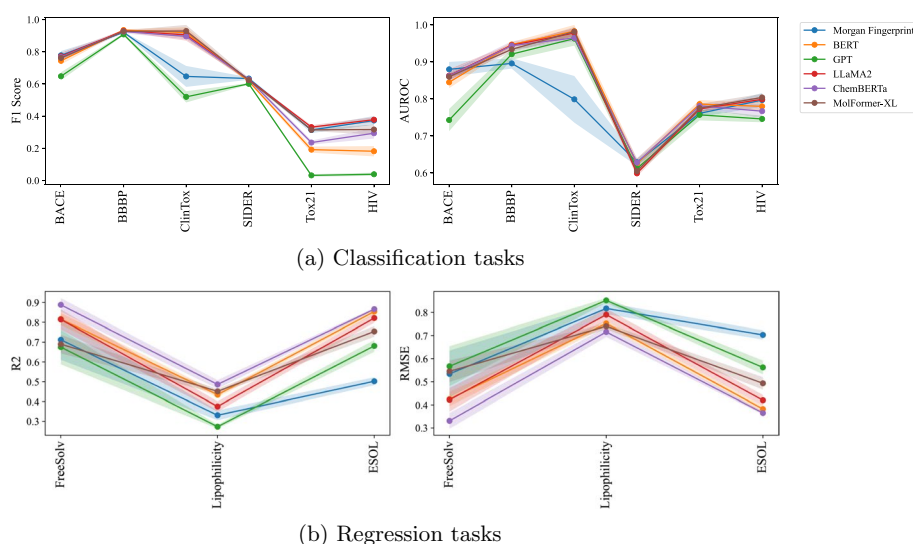 1.0
0.8
0.6
0.4
0.2
0.0
F1 Score
BACE
BBBP
ClinTox
SIDER
Tox21
HIV
1.0
0.9
0.8
0.7
0.6
AUROC
BACE
BBBP
ClinTox
SIDER
Tox21
HIV
Morgan Fingerprint
BERT
GPT
LLaMA2
ChemBERTa
MolFormer-XL
(a) Classification tasks
0.9
0.8
0.7
0.6
0.5
0.4
0.3
R2
FreeSolv
Lipophilicity
ESOL
0.8
0.7
0.6
0.5
0.4
0.3
RMSE
FreeSolv
Lipophilicity
ESOL
(b) Regression tasks